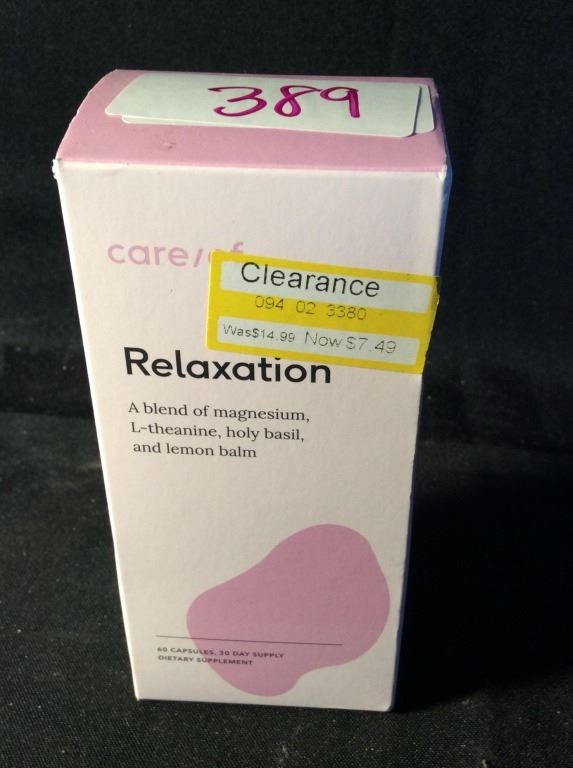 389
care/of
Clearance
094 02 3380
Was$14.99 Now $7.49
Relaxation
A blend of magnesium,
L-theanine, holy basil,
and lemon balm
60 CAPSULES, 30 DAY SUPPLY
DIETARY SUPPLEMENT